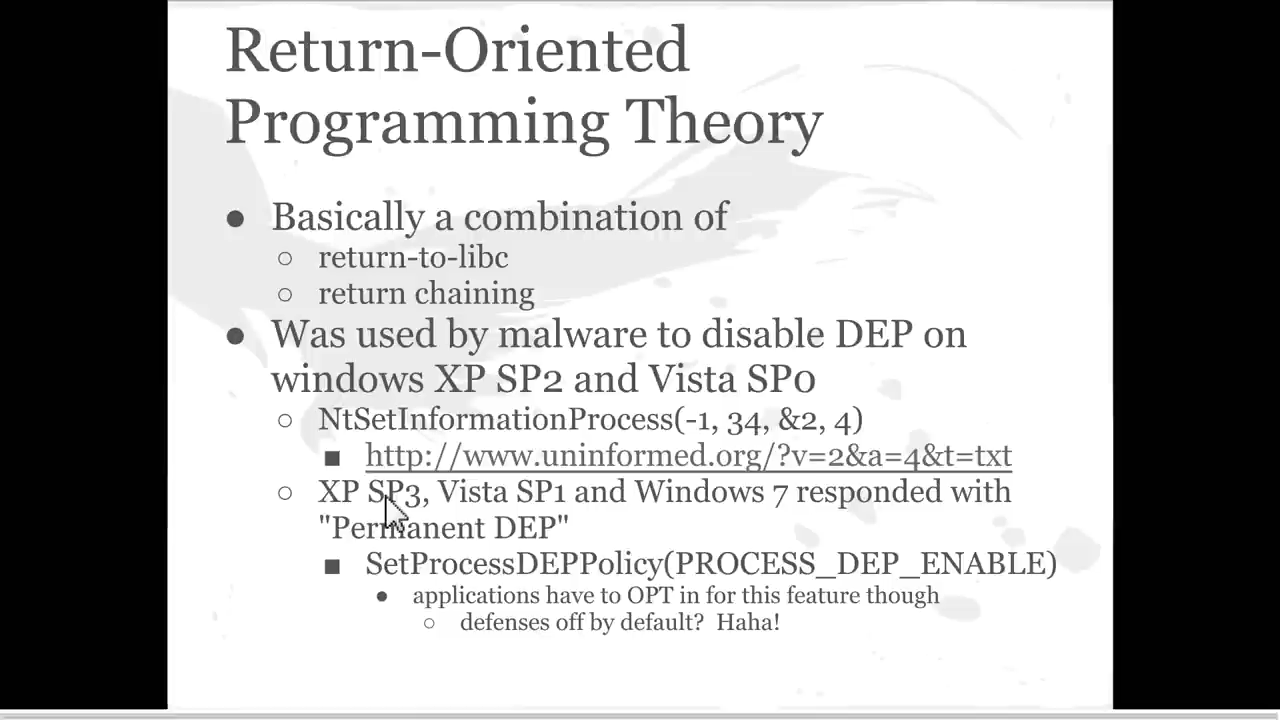 Return-Oriented
Programming Theory
● Basically a combination of
○ return-to-libc
○ return chaining
● Was used by malware to disable DEP on
windows XP SP2 and Vista SP0
○ NtSetInformationProcess(-1, 34, &2, 4)
■ http://www.uninformed.org/?v=2&a=4&t=txt
○ XP SP3, Vista SP1 and Windows 7 responded with
"Permanent DEP"
■ SetProcessDEPPolicy(PROCESS_DEP_ENABLE)
● applications have to OPT in for this feature though
○ defenses off by default? Haha!